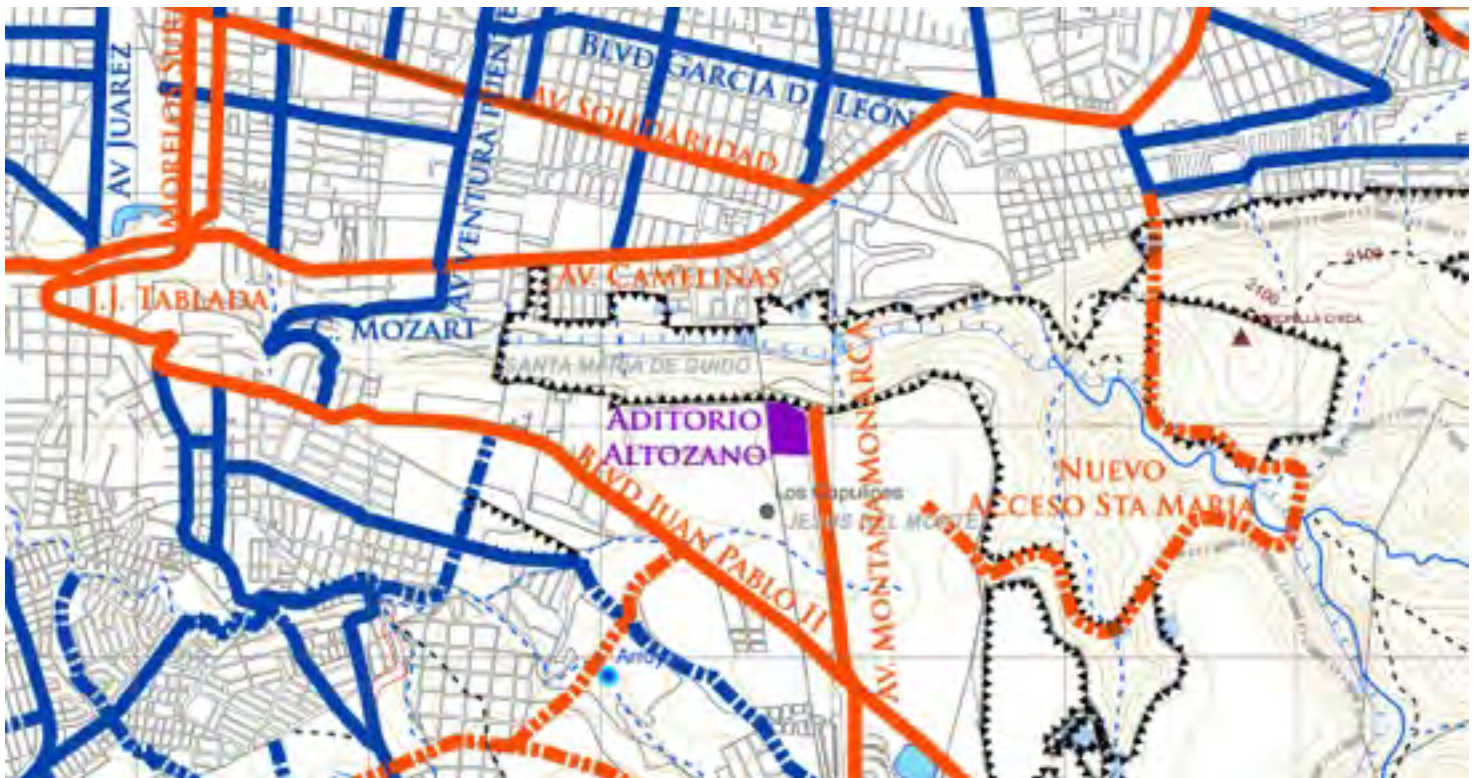 BLVD GARCIA D LEÓN
AV JUAREZ
MORELOS SUR
AV VENTURA PUENTE
AV SOLIDARIDAD
J.J. TABLADA
AV. CAMELINAS
C. MOZART
2100
2100
SANTA MARIA DE GUIDO
ADITORIO
ALTOZANO
AV. MONTAÑA MONARCA
BLVD JUAN PABLO II
NUEVO
ACCESO STA MARIA
Los Capulines
JESUS DEL MONTE